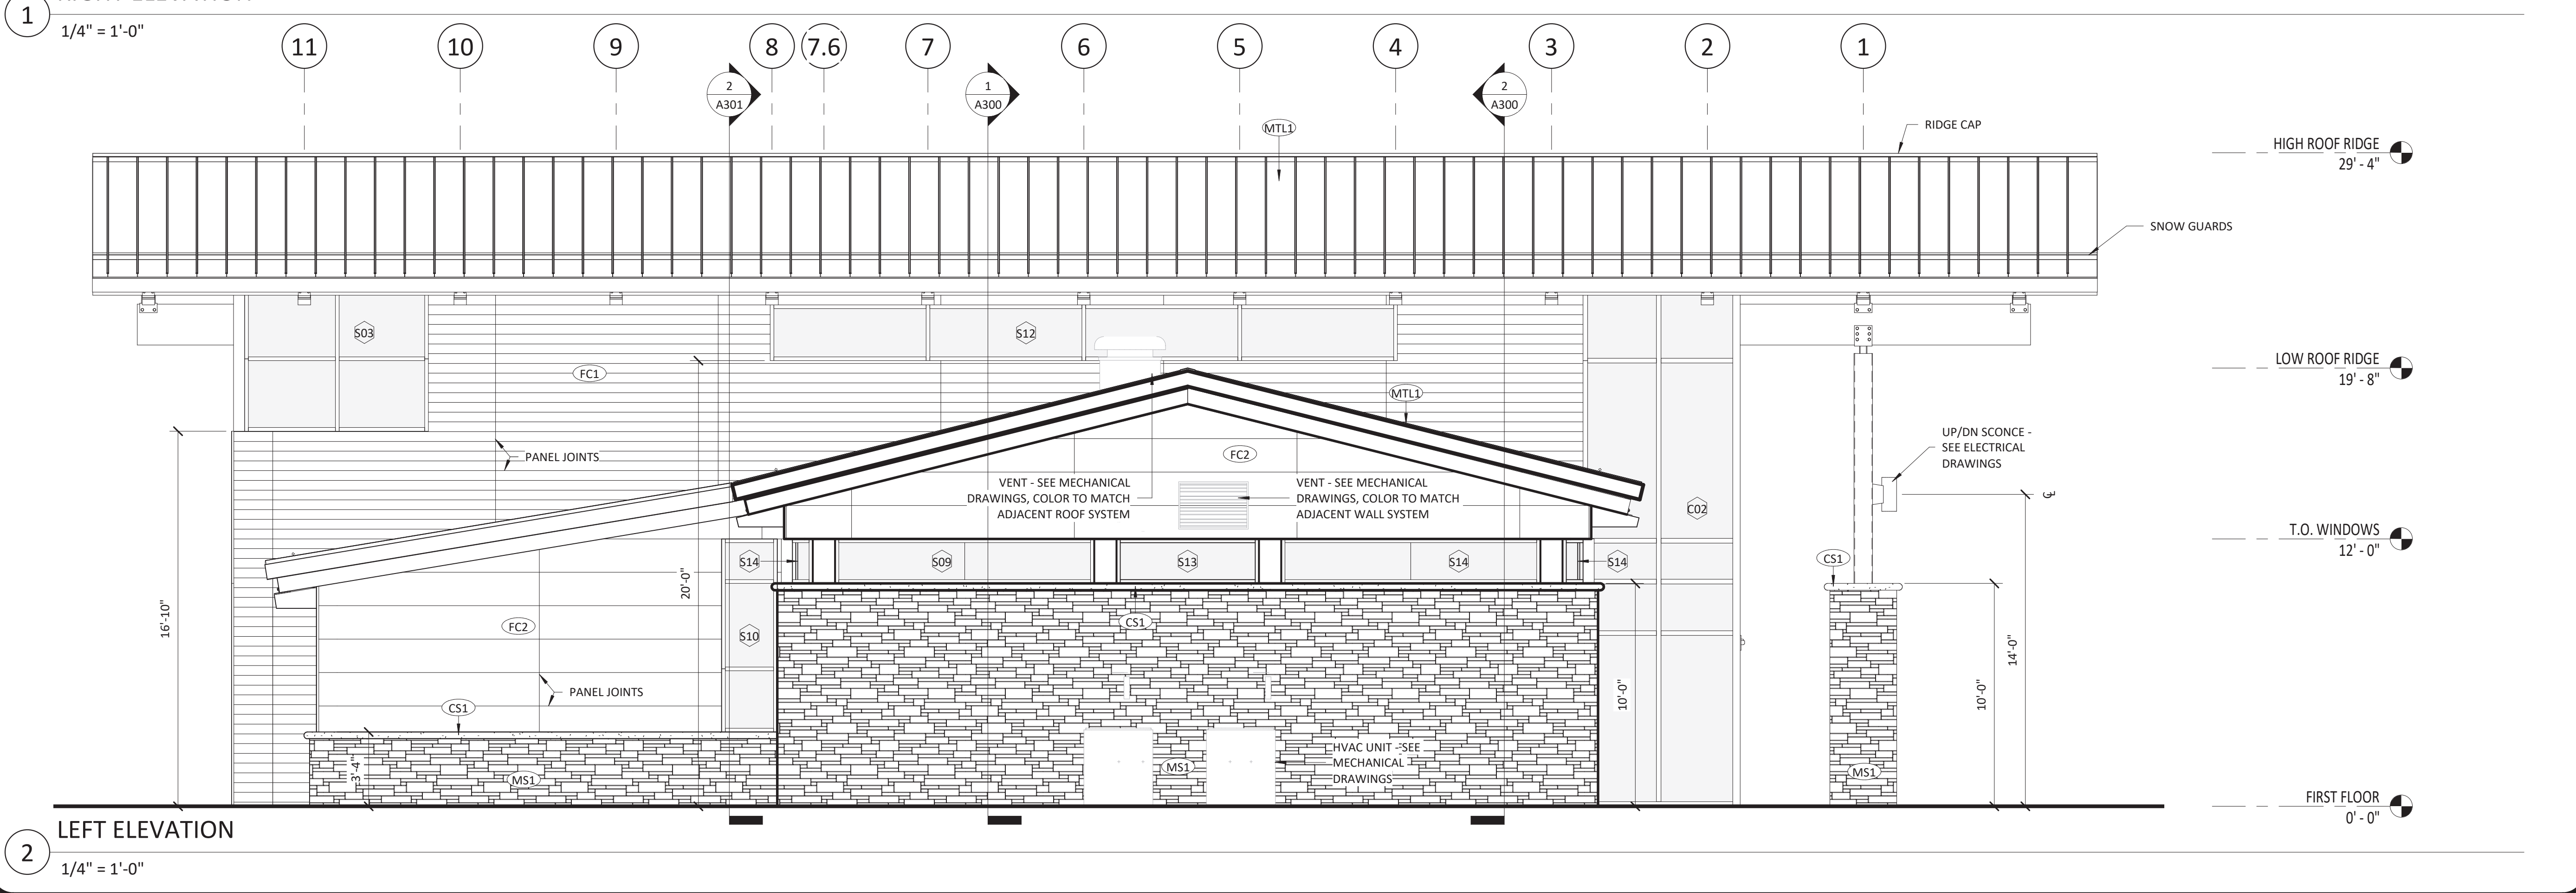 1
1/4" = 1'-0"
11
10
9
8
7.6
7
6
5
4
3
2
1
2
A301
1
A300
2
A300
MTL1
RIDGE CAP
HIGH ROOF RIDGE
29' - 4"
SNOW GUARDS
S03
S12
FC1
LOW ROOF RIDGE
19' - 8"
MTL1
UP/DN SCONCE -
SEE ELECTRICAL
DRAWINGS
PANEL JOINTS
FC2
VENT - SEE MECHANICAL
DRAWINGS, COLOR TO MATCH
ADJACENT ROOF SYSTEM
VENT - SEE MECHANICAL
DRAWINGS, COLOR TO MATCH
ADJACENT WALL SYSTEM
C02
T.O. WINDOWS
12' - 0"
S14
S09
S13
S14
S14
CS1
16'-10"
20'-0"
FC2
S10
CS1
14'-0"
10'-0"
10'-0"
PANEL JOINTS
CS1
3'-4"
MS1
MS1
HVAC UNIT - SEE
MECHANICAL
DRAWINGS
MS1
FIRST FLOOR
0' - 0"
LEFT ELEVATION
2
1/4" = 1'-0"